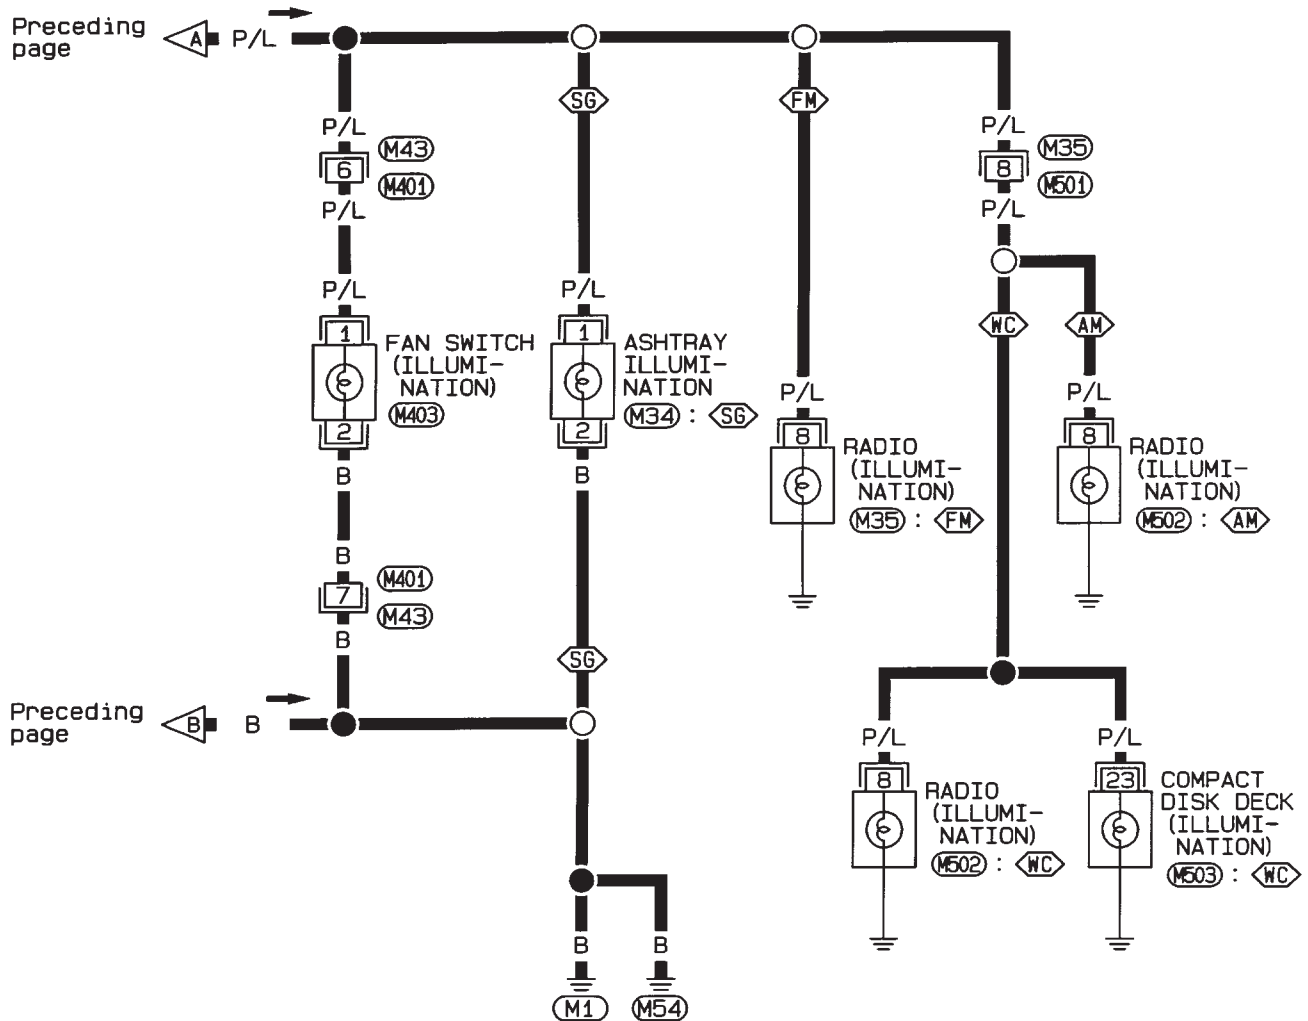 Preceding
page
A
P/L
SG
FM
P/L
M43
6
M401
P/L
P/L
M35
8
M501
P/L
P/L
P/L
WC
AM
1
FAN SWITCH
(ILLUMI-
NATION)
M403
2
B
1
ASHTRAY
ILLUMI-
NATION
M34 : SG
2
B
P/L
8
RADIO
(ILLUMI-
NATION)
M35 : FM
P/L
8
RADIO
(ILLUMI-
NATION)
M502 : AM
B
M401
7
M43
B
SG
Preceding
page
B
B
P/L
8
RADIO
(ILLUMI-
NATION)
M502 : WC
P/L
23
COMPACT
DISK DECK
(ILLUMI-
NATION)
M503 : WC
B
B
M1
M54